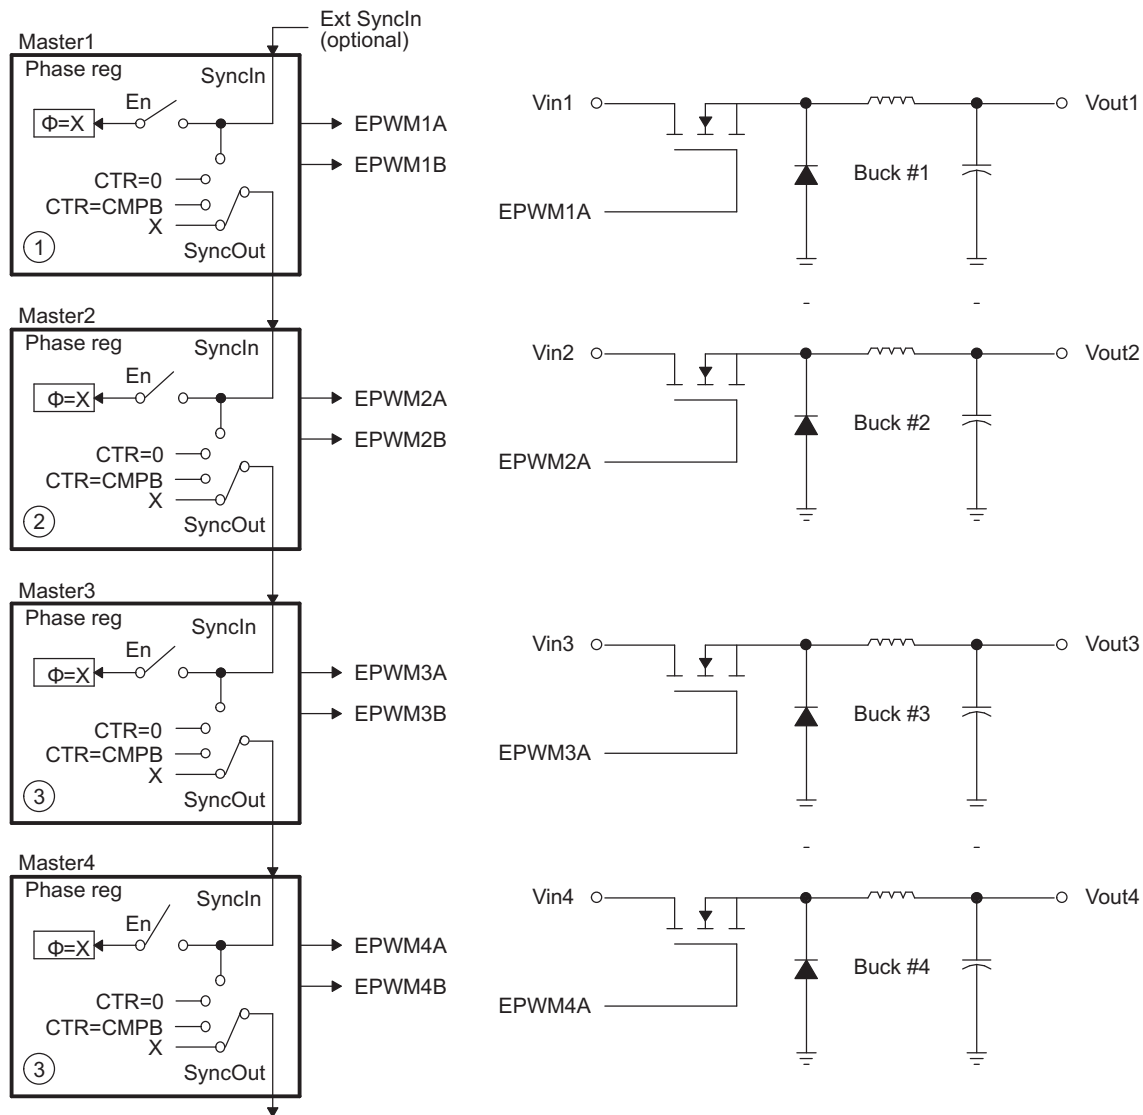 Ext SyncIn
(optional)
Master1
Phase reg
SyncIn
En
Φ=X
EPWM1A
EPWM1B
CTR=0
CTR=CMPB
X
SyncOut
1
Vin1
Vout1
Buck #1
EPWM1A
Master2
Phase reg
SyncIn
En
Φ=X
EPWM2A
EPWM2B
CTR=0
CTR=CMPB
X
SyncOut
2
Vin2
Vout2
Buck #2
EPWM2A
Master3
Phase reg
SyncIn
En
Φ=X
EPWM3A
EPWM3B
CTR=0
CTR=CMPB
X
SyncOut
3
Vin3
Vout3
Buck #3
EPWM3A
Master4
Phase reg
SyncIn
En
Φ=X
EPWM4A
EPWM4B
CTR=0
CTR=CMPB
X
SyncOut
3
Vin4
Vout4
Buck #4
EPWM4A